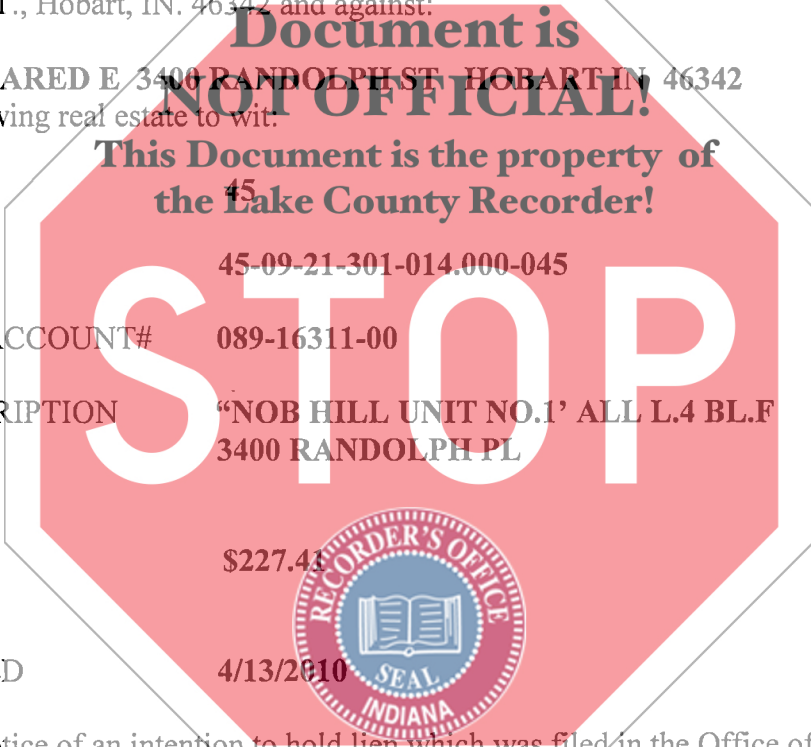 T., Hobart, IN. 46342 and against:
Document is
ARED E 3400 RANDOLPH ST HOBART IN 46342
NOT OFFICIAL!
ving real estate to wit:
This Document is the property of
45
the Lake County Recorder!
45-09-21-301-014.000-045
STOP
CCOUNT# 089-16311-00
RIPTION "NOB HILL UNIT NO.1' ALL L.4 BL.F
3400 RANDOLPH PL
$227.41
RECORDER'S OFFICE
SEAL
INDIANA
D 4/13/2010
tice of an intention to hold lien which was filed in the Office of